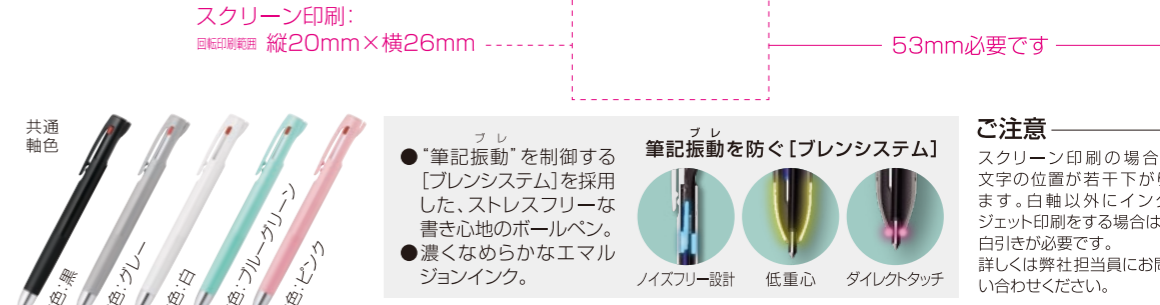 スクリーン印刷：
回転印刷範囲 縦20mm×横26mm
53mm必要です
共通
軸色
色：黒
色：グレー
色：白
色：ブルーグリーン
色：ピンク
ブレ
●“筆記振動”を制御する
［ブレンシステム］を採用
した、ストレスフリーな
書き心地のボールペン。
●濃くなめらかなエマル
ジョンインク。
ブレ
筆記振動を防ぐ［ブレンシステム］
ノイズフリー設計
低重心
ダイレクトタッチ
ご注意
スクリーン印刷の場合
文字の位置が若干下が
ます。白軸以外にイン
ジェット印刷をする場合は
白引きが必要です。
詳しくは弊社担当員にお
い合わせください。